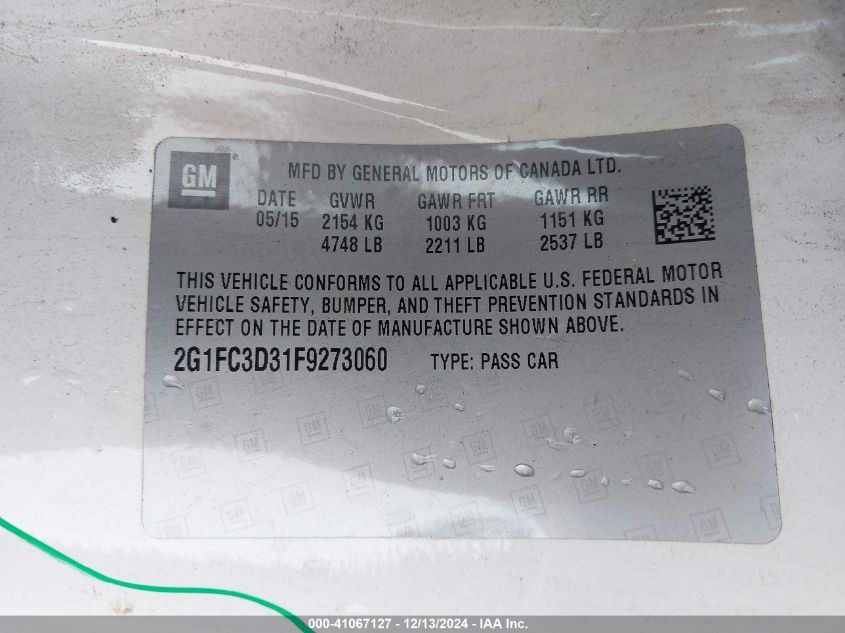 GM ® MFD BY GENERAL MOTORS OF CANADA LTD.
DATE GVWR GAWR FRT GAWR RR
05/15 2154 KG 1003 KG 1151 KG
4748 LB 2211 LB 2537 LB
THIS VEHICLE CONFORMS TO ALL APPLICABLE U.S. FEDERAL MOTOR
VEHICLE SAFETY, BUMPER, AND THEFT PREVENTION STANDARDS IN
EFFECT ON THE DATE OF MANUFACTURE SHOWN ABOVE.
2G1FC3D31F9273060 TYPE: PASS CAR
000-41067127 - 12/13/2024 - IAA Inc.